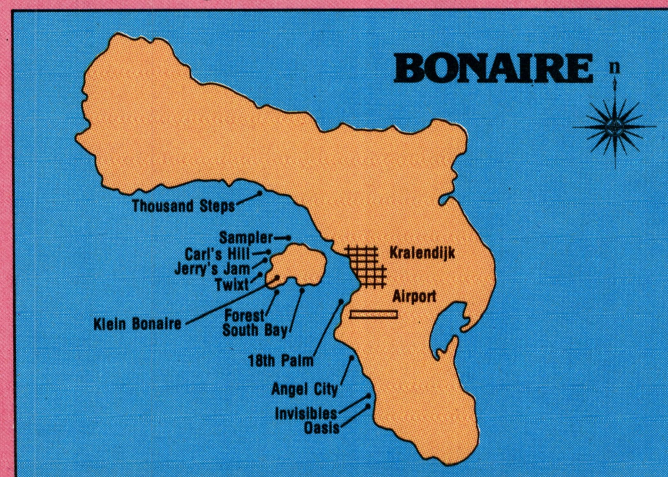 BONAIRE
n
Thousand Steps
Sampler
Carl's Hill
Jerry's Jam
Twixt
Kralendijk
Airport
Klein Bonaire
Forest
South Bay
18th Palm
Angel City
Invisibles
Oasis